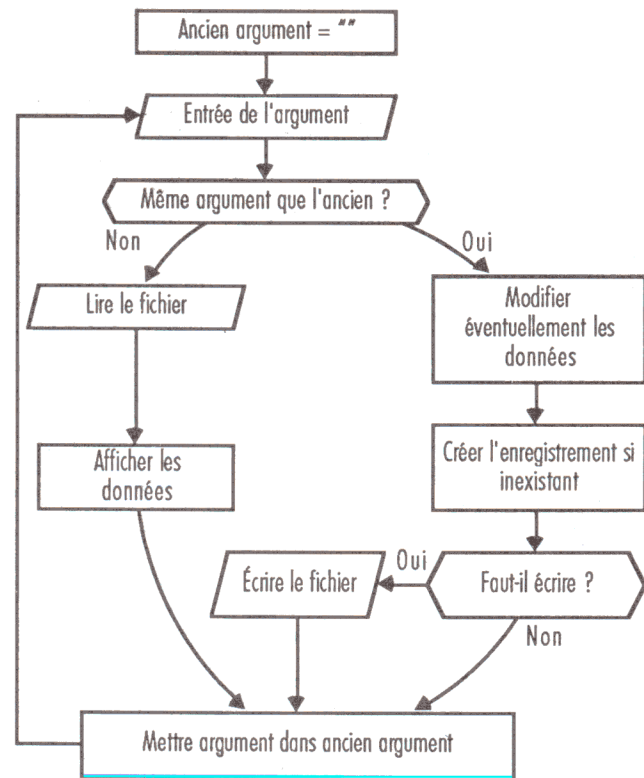 Ancien argument = ""
Entrée de l'argument
Même argument que l'ancien ?
Non
Oui
Lire le fichier
Modifier
éventuellement les
données
Afficher les
données
Créer l'enregistrement si
inexistant
Écrire le fichier
Oui
Faut-il écrire ?
Non
Mettre argument dans ancien argument